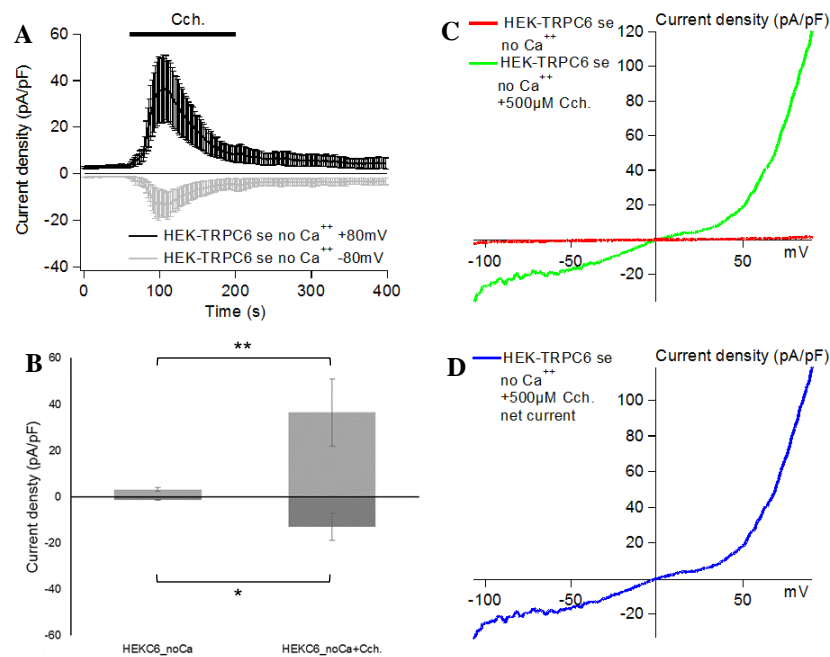 A
Cch.
Current density (pA/pF)
60
40
20
0
-20
-40
HEK-TRPC6 se no Ca++ +80mV
HEK-TRPC6 se no Ca++ -80mV
0
100
200
300
400
Time (s)
B
Current densty (pA/pF)
60
40
20
0
-20
-40
-60
**
*
HEKC6_noCa
HEKC6_noCa+Cch.
C
HEK-TRPC6 se
no Ca++
HEK-TRPC6 se
no Ca++
+500µM Cch.
Current density (pA/pF)
120
100
80
60
40
20
-20
-100
-50
50
mV
D
HEK-TRPC6 se
no Ca++
+500µM Cch.
net current
Current density (pA/pF)
100
80
60
40
20
-20
-100
-50
50
mV